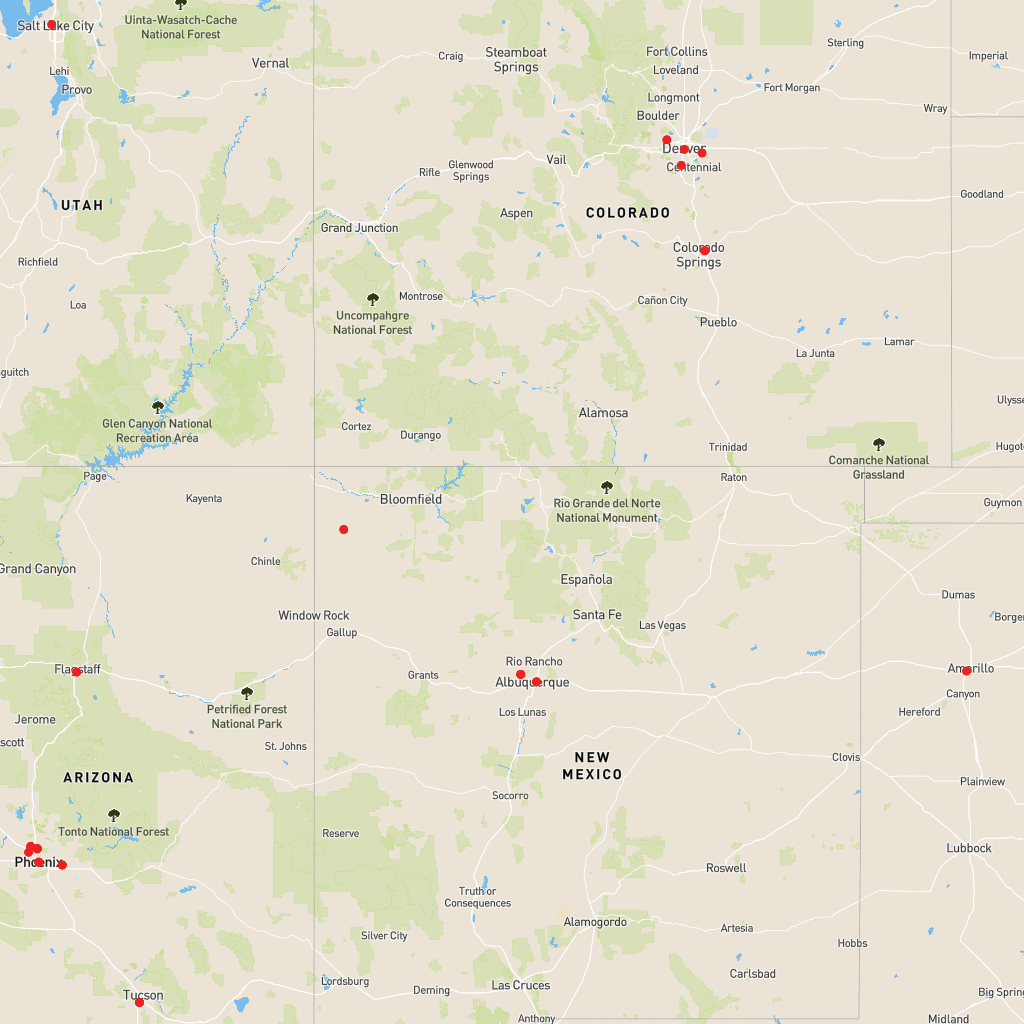 Salt Lake City
Uinta-Wasatch-Cache
National Forest
Lehi
Provo
Vernal
Craig
Steamboat
Springs
Fort Collins
Loveland
Longmont
Boulder
Sterling
Fort Morgan
Imperial
Wray
Denver
Centennial
Vail
Glenwood
Springs
Rifle
Goodland
UTAH
Aspen
COLORADO
Grand Junction
Colorado
Springs
Richfield
Loa
Montrose
Uncompahgre
National Forest
Cañon City
Pueblo
La Junta
Lamar
guitch
Ulysse
Glen Canyon National
Recreation Area
Cortez
Durango
Alamosa
Trinidad
Comanche National
Grassland
Hugot
Page
Kayenta
Bloomfield
Raton
Rio Grande del Norte
National Monument
Guymon
Grand Canyon
Chinle
Española
Dumas
Window Rock
Gallup
Santa Fe
Las Vegas
Borger
Flagstaff
Grants
Rio Rancho
Albuquerque
Amarillo
Canyon
Petrified Forest
National Park
Los Lunas
Hereford
Jerome
scott
St. Johns
NEW
MEXICO
Clovis
ARIZONA
Plainview
Socorro
Tonto National Forest
Reserve
Phoenix
Lubbock
Roswell
Truth or
Consequences
Alamogordo
Artesia
Silver City
Hobbs
Carlsbad
Tucson
Lordsburg
Deming
Las Cruces
Big Spring
Anthony
Midland